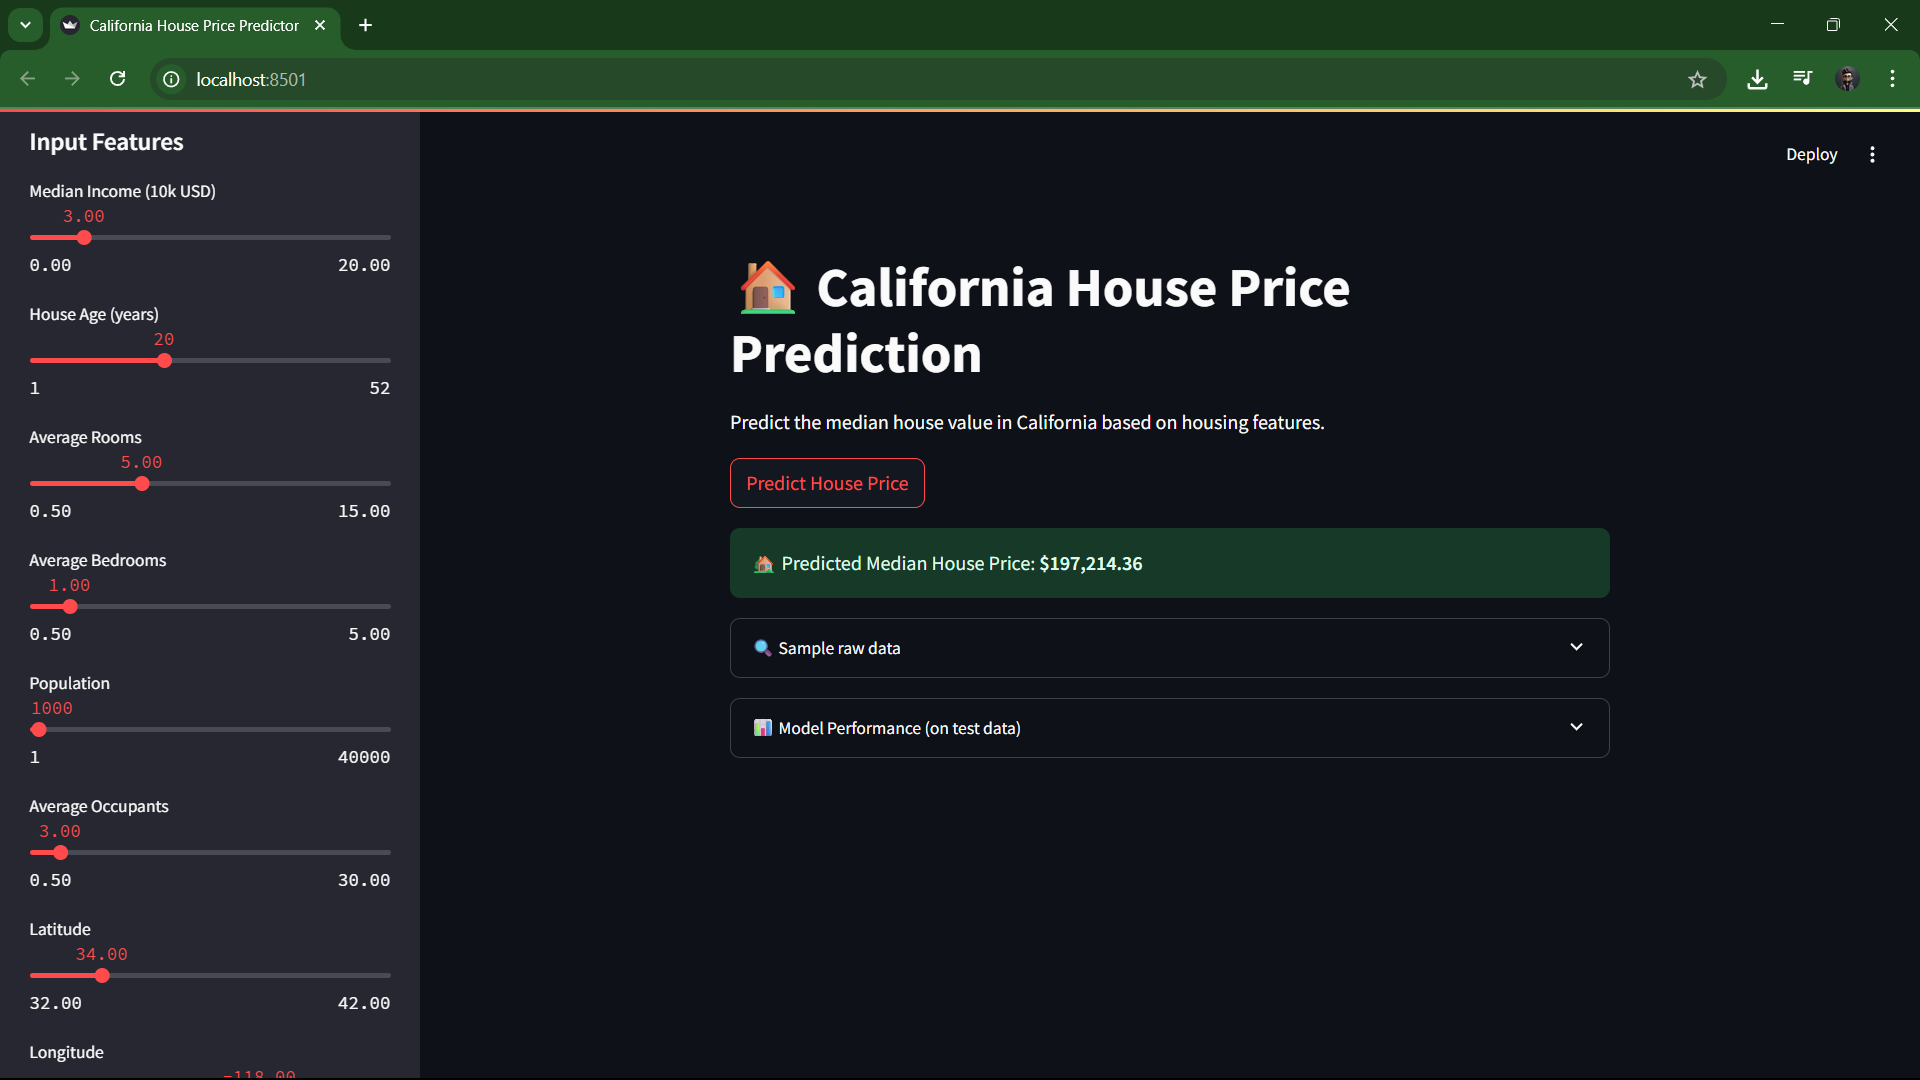 California House Price Predictor
localhost:8501
Input Features
Median Income (10k USD)
3.00
0.00 20.00
House Age (years)
20
1 52
Average Rooms
5.00
0.50 15.00
Average Bedrooms
1.00
0.50 5.00
Population
1000
1 40000
Average Occupants
3.00
0.50 30.00
Latitude
34.00
32.00 42.00
Longitude
-118.00
Deploy
California House Price
Prediction
Predict the median house value in California based on housing features.
Predict House Price
Predicted Median House Price: $197,214.36
Sample raw data
Model Performance (on test data)